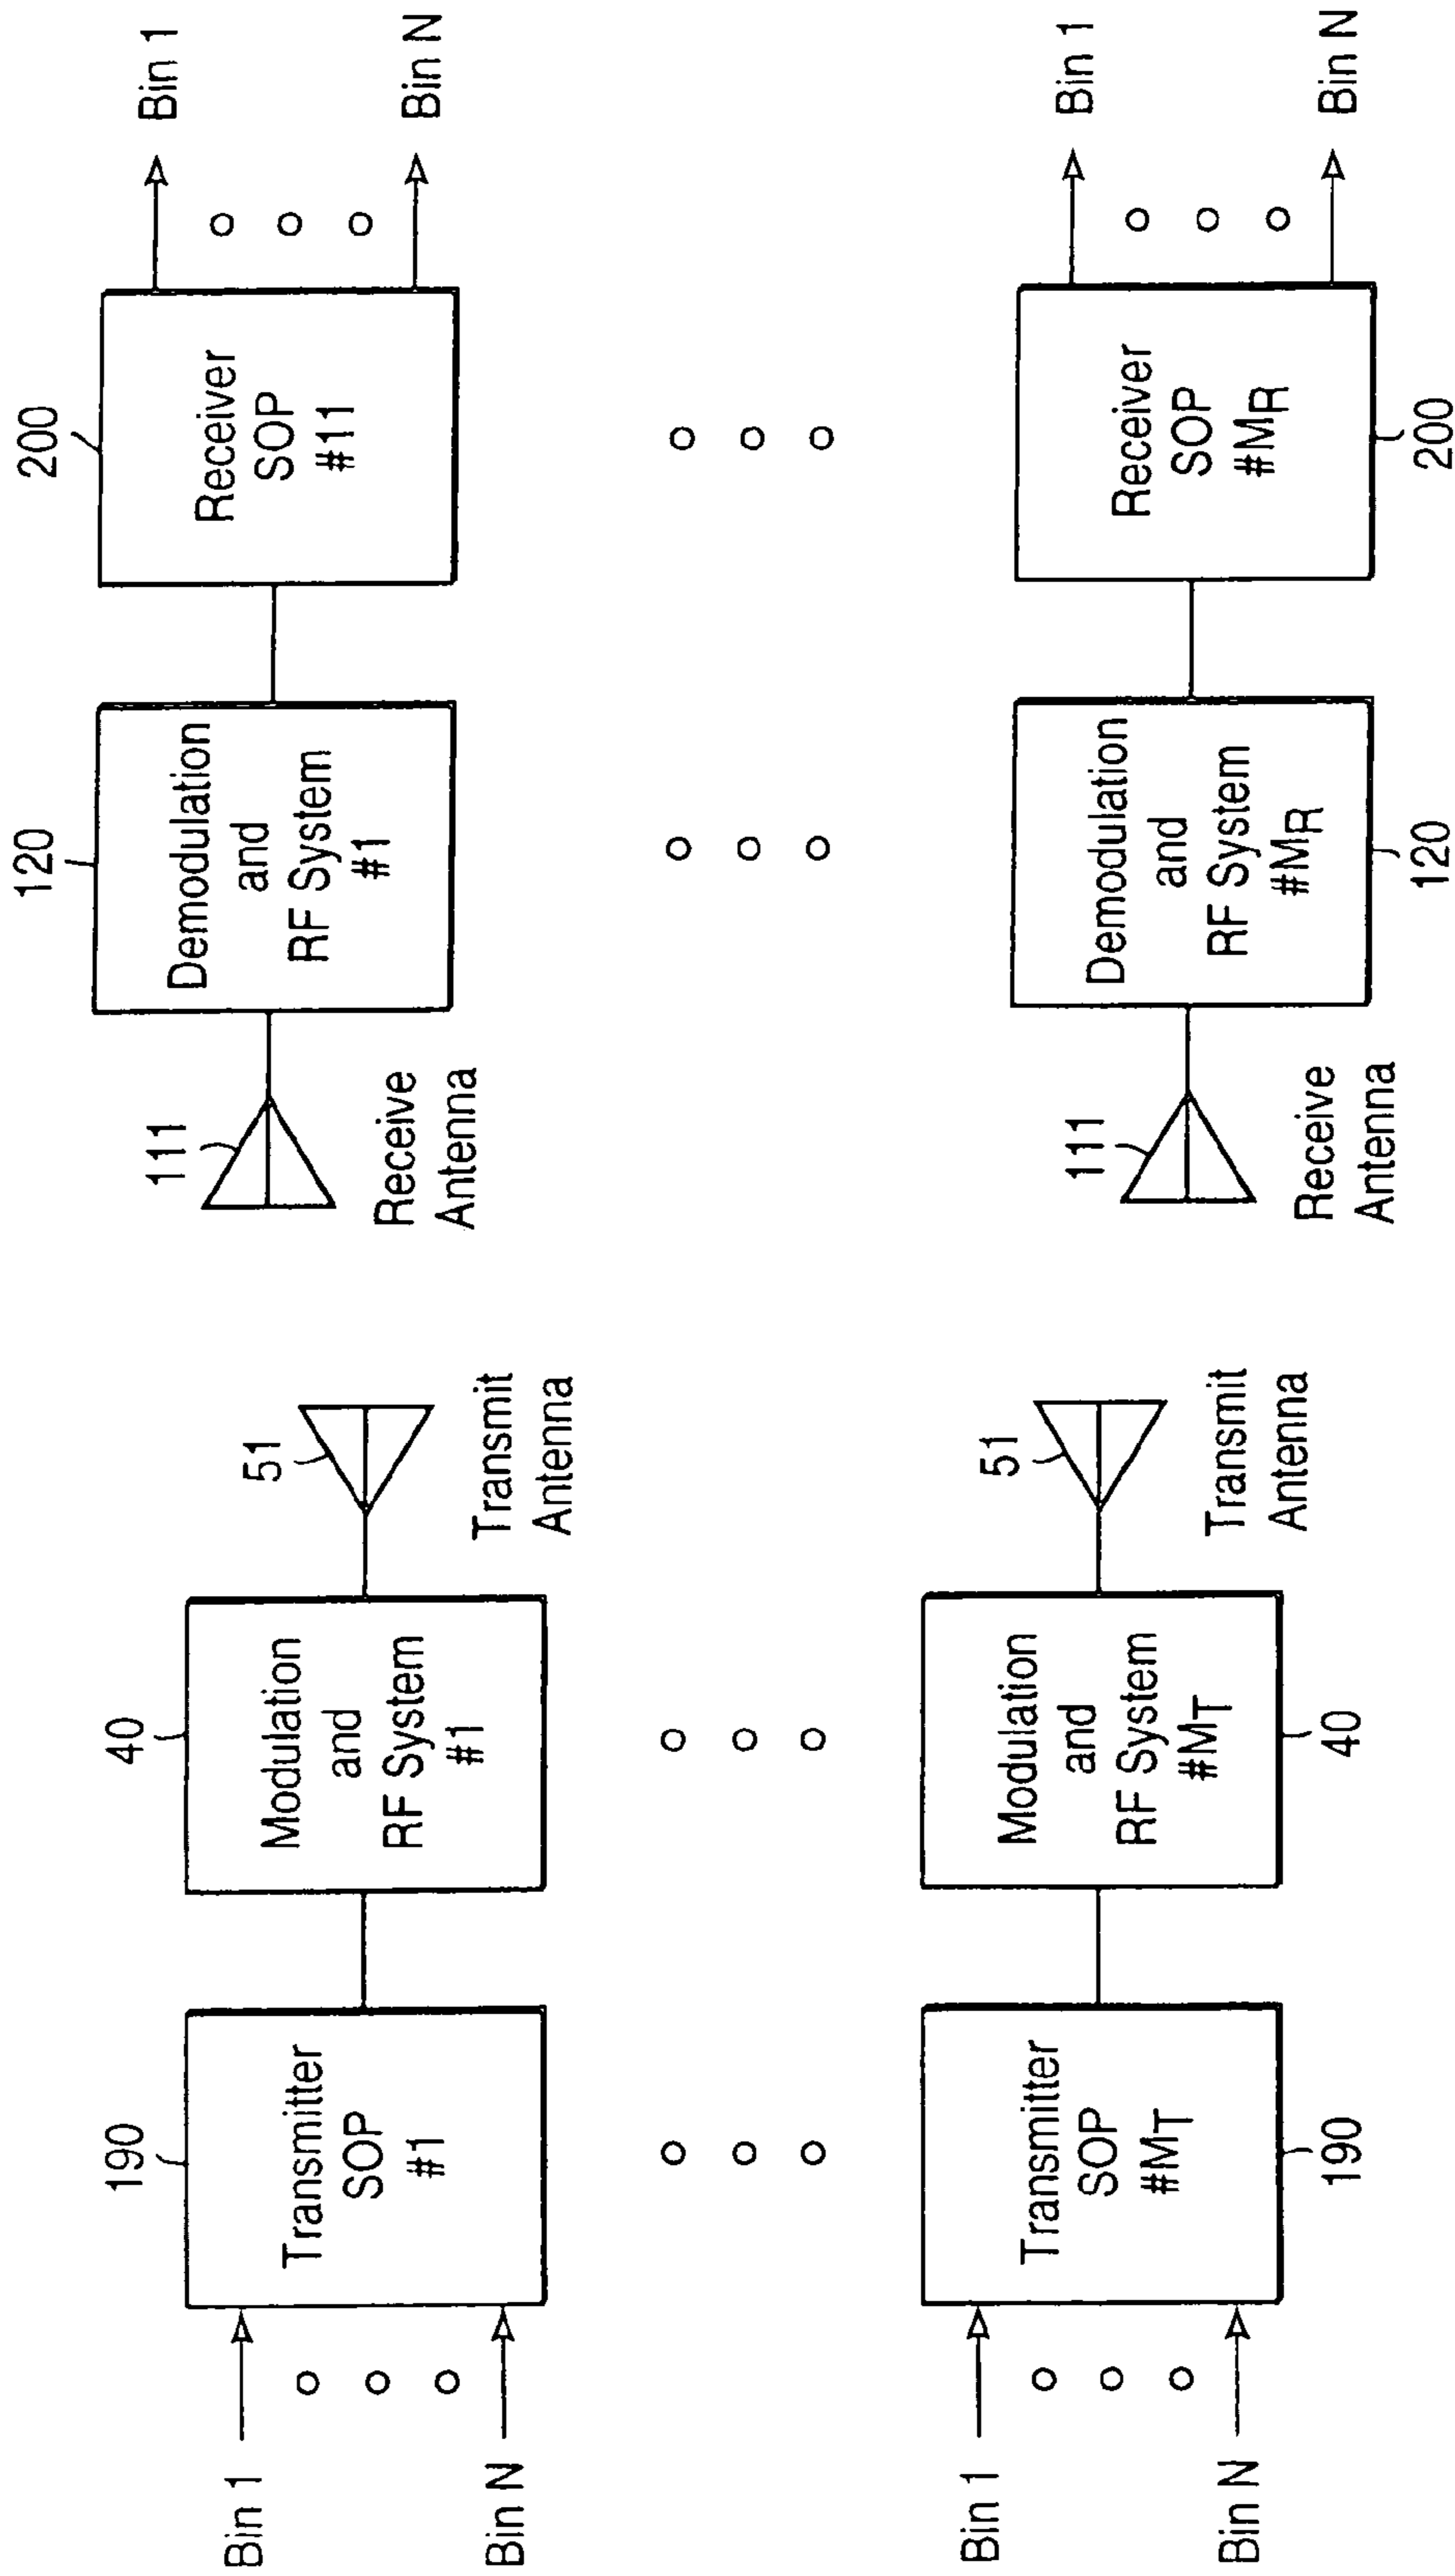 Bin 1
Bin N
190
Transmitter
SOP
#1
40
Modulation
and
RF System
#1
51
Transmit
Antenna
111
Receive
Antenna
120
Demodulation
and
RF System
#1
200
Receiver
SOP
#11
Bin 1
Bin N
Bin 1
Bin N
Transmitter
SOP
#MT
190
Modulation
and
RF System
#MT
40
51
Transmit
Antenna
111
Receive
Antenna
Demodulation
and
RF System
#MR
120
Receiver
SOP
#MR
200
Bin 1
Bin N